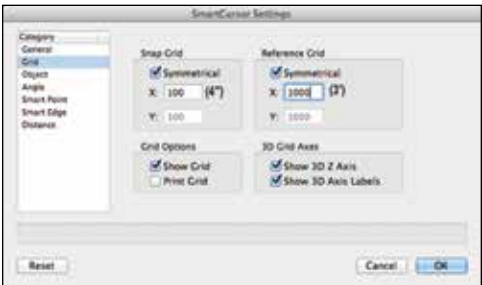 SmartCursor Settings
Category
General
Grid
Object
Angle
Smart Point
Smart Edge
Distance
Snap Grid
Symmetrical
X: 100 (4")
Y: 100
Reference Grid
Symmetrical
X: 1000 (3')
Y: 1000
Grid Options
Show Grid
Print Grid
3D Grid Axes
Show 3D Z Axis
Show 3D Axis Labels
Reset
Cancel
OK